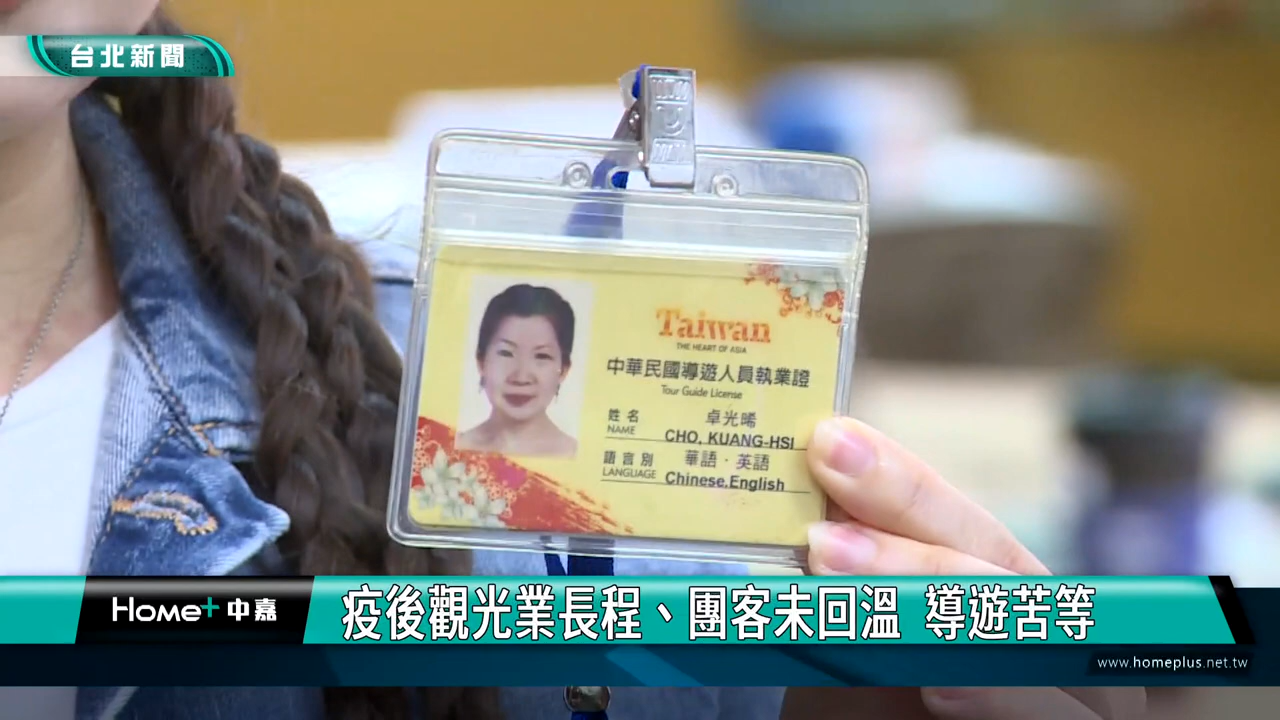 台北新聞
Taiwan
THE HEART OF ASIA
中華民國導遊人員執業證
Tour Guide License
姓名 卓光晞
NAME CHO, KUANG-HSI
語言別 華語·英語
LANGUAGE Chinese,English
Home+中嘉
疫後觀光業長程、團客未回溫 導遊苦等
www.homeplus.net.tw